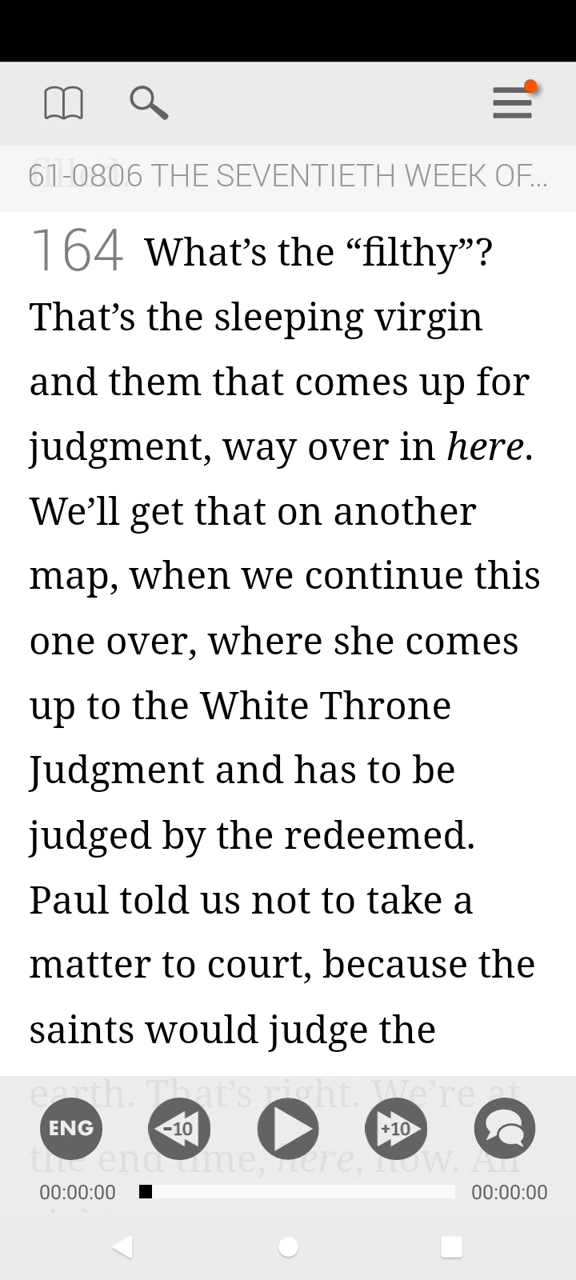 61-0806 THE SEVENTIETH WEEK OF...
164 What’s the “filthy”?
That’s the sleeping virgin
and them that comes up for
judgment, way over in here.
We’ll get that on another
map, when we continue this
one over, where she comes
up to the White Throne
Judgment and has to be
judged by the redeemed.
Paul told us not to take a
matter to court, because the
saints would judge the
earth. That’s right. We’re at
ENG -10 +10
the end time, here, now. All
00:00:00 00:00:00